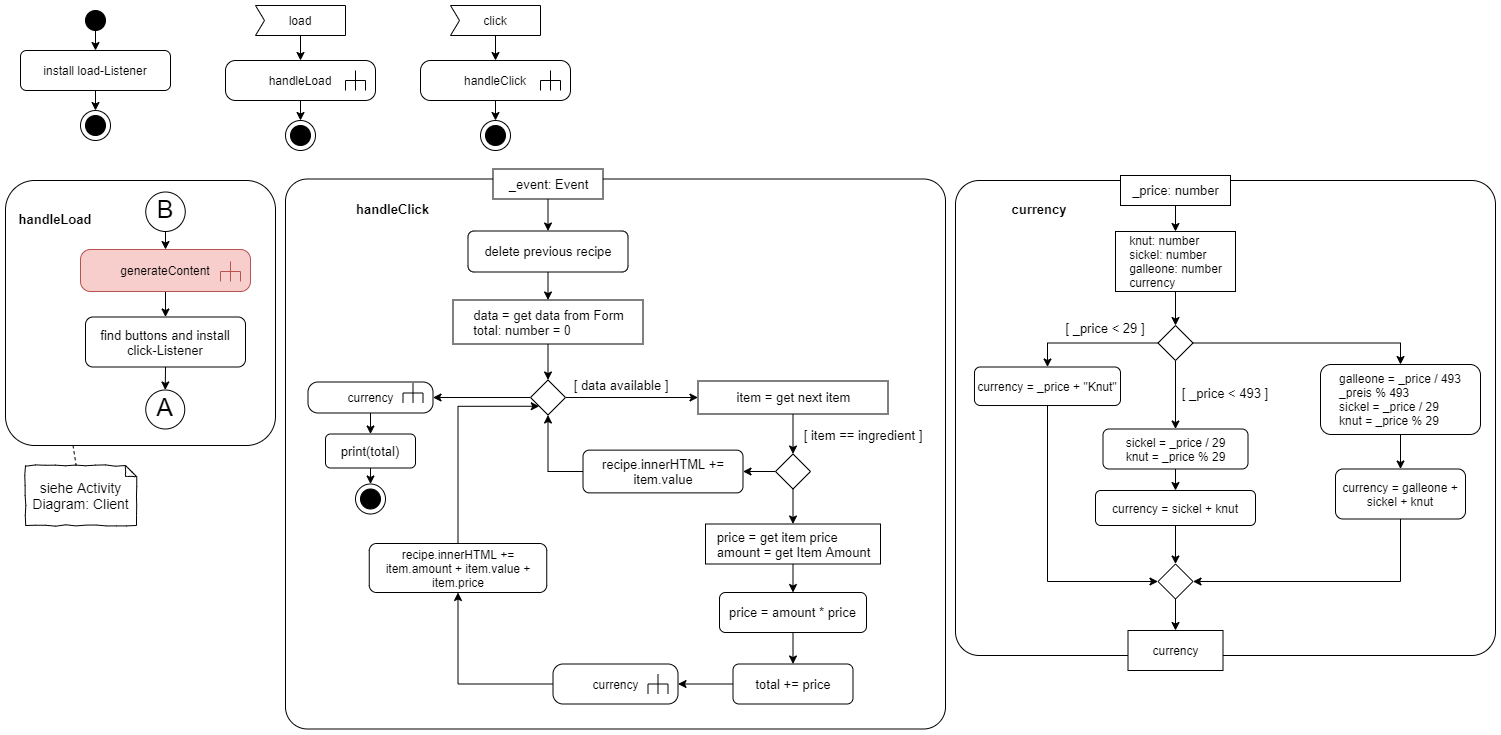 load
click
install load-Listener
handleLoad
handleClick
handleLoad
B
generateContent
find buttons and install
click-Listener
A
siehe Activity
Diagram: Client
_event: Event
handleClick
delete previous recipe
data = get data from Form
total: number = 0
[ data available ]
currency
item = get next item
print(total)
[ item == ingredient ]
recipe.innerHTML +=
item.value
price = get item price
amount = get Item Amount
recipe.innerHTML +=
item.amount + item.value +
item.price
price = amount * price
currency
total += price
_price: number
currency
knut: number
sickel: number
galleone: number
currency
[ _price < 29 ]
currency = _price + "Knut"
[ _price < 493 ]
galleone = _price / 493
_preis % 493
sickel = _price / 29
knut = _price % 29
sickel = _price / 29
knut = _price % 29
currency = galleone +
sickel + knut
currency = sickel + knut
currency